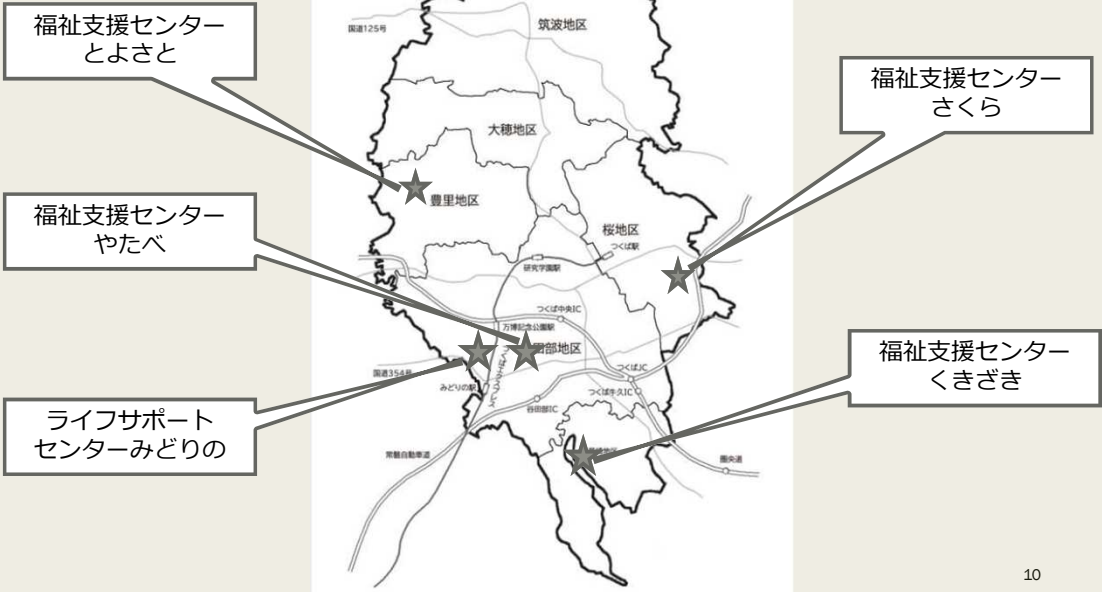 福祉支援センター
とよさと
国道125号
筑波地区
福祉支援センター
さくら
大穂地区
豊里地区
福祉支援センター
やたべ
桜地区
つくば駅
研究学園駅
つくば中央IC
万博記念公園駅
田部地区
福祉支援センター
くきざき
国道354号
つくばJC
みどりの駅
つくば牛久IC
谷田部IC
ライフサポート
センターみどりの
常磐自動車道
圏央道
10